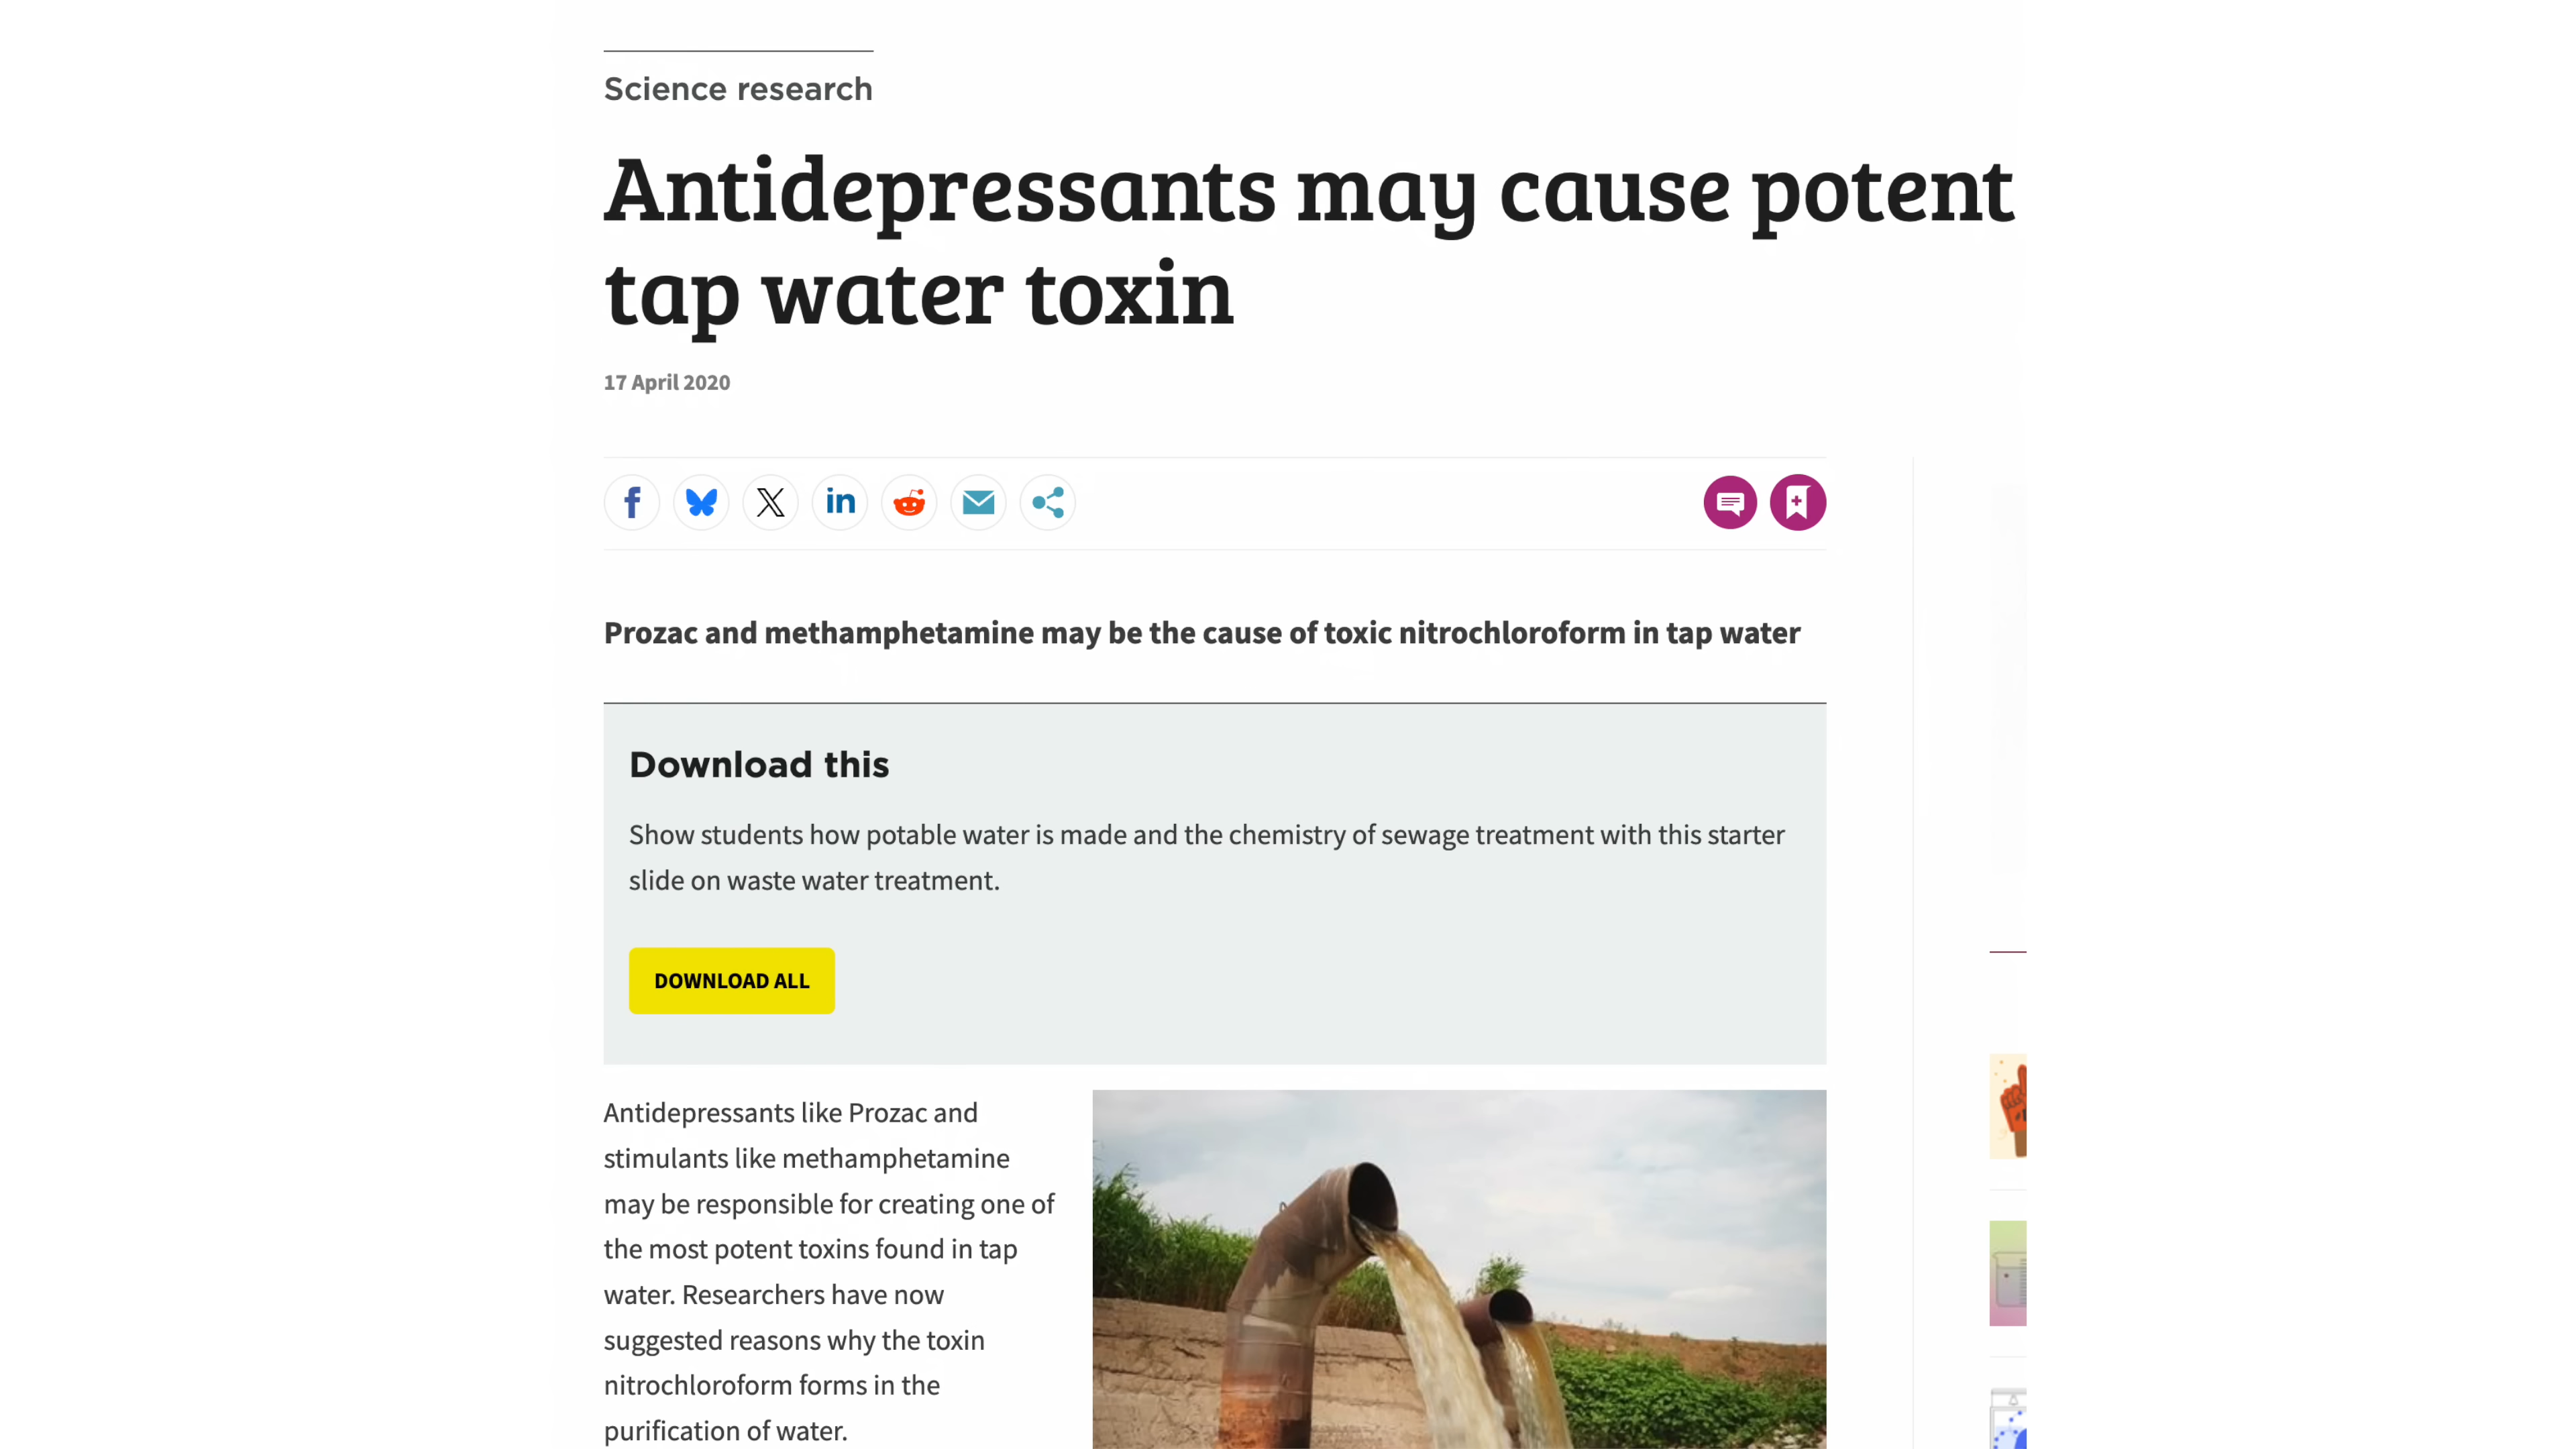 Science research
Antidepressants may cause potent
tap water toxin
17 April 2020
Prozac and methamphetamine may be the cause of toxic nitrochloroform in tap water
Download this
Show students how potable water is made and the chemistry of sewage treatment with this starter
slide on waste water treatment.
DOWNLOAD ALL
Antidepressants like Prozac and
stimulants like methamphetamine
may be responsible for creating one of
the most potent toxins found in tap
water. Researchers have now
suggested reasons why the toxin
nitrochloroform forms in the
purification of water.